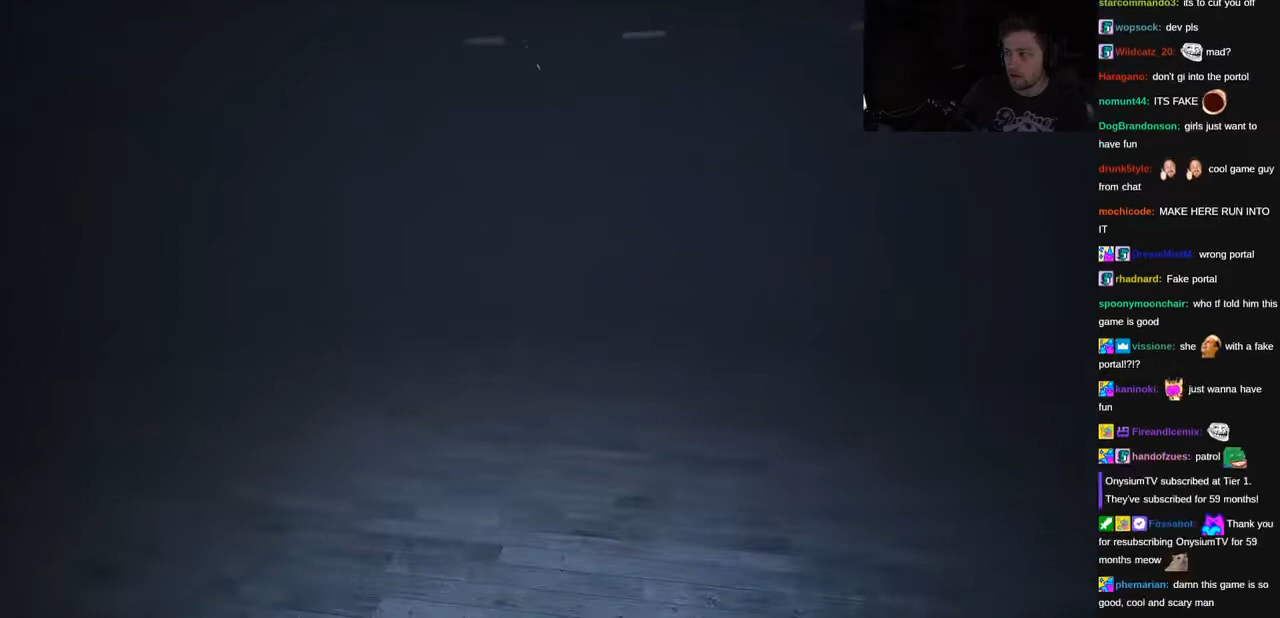 starcommando3: its to cut you off
wopsock: dev pls
Wildcatz_20: mad?
Haragano: don't gi into the portol
nomunt44: ITS FAKE
DogBrandonson: girls just want to
have fun
drunk5tyle: cool game guy
from chat
mochicode: MAKE HERE RUN INTO
IT
DreamMistM: wrong portal
rhadnard: Fake portal
spoonymoonchair: who tf told him this
game is good
vissione: she with a fake
portal!?!?
kaninoki: just wanna have
fun
FireandIcemix:
handofzues: patrol
OnysiumTV subscribed at Tier 1.
They've subscribed for 59 months!
Fossabot: Thank you
for resubscribing OnysiumTV for 59
months meow
phemarian: damn this game is so
good, cool and scary man